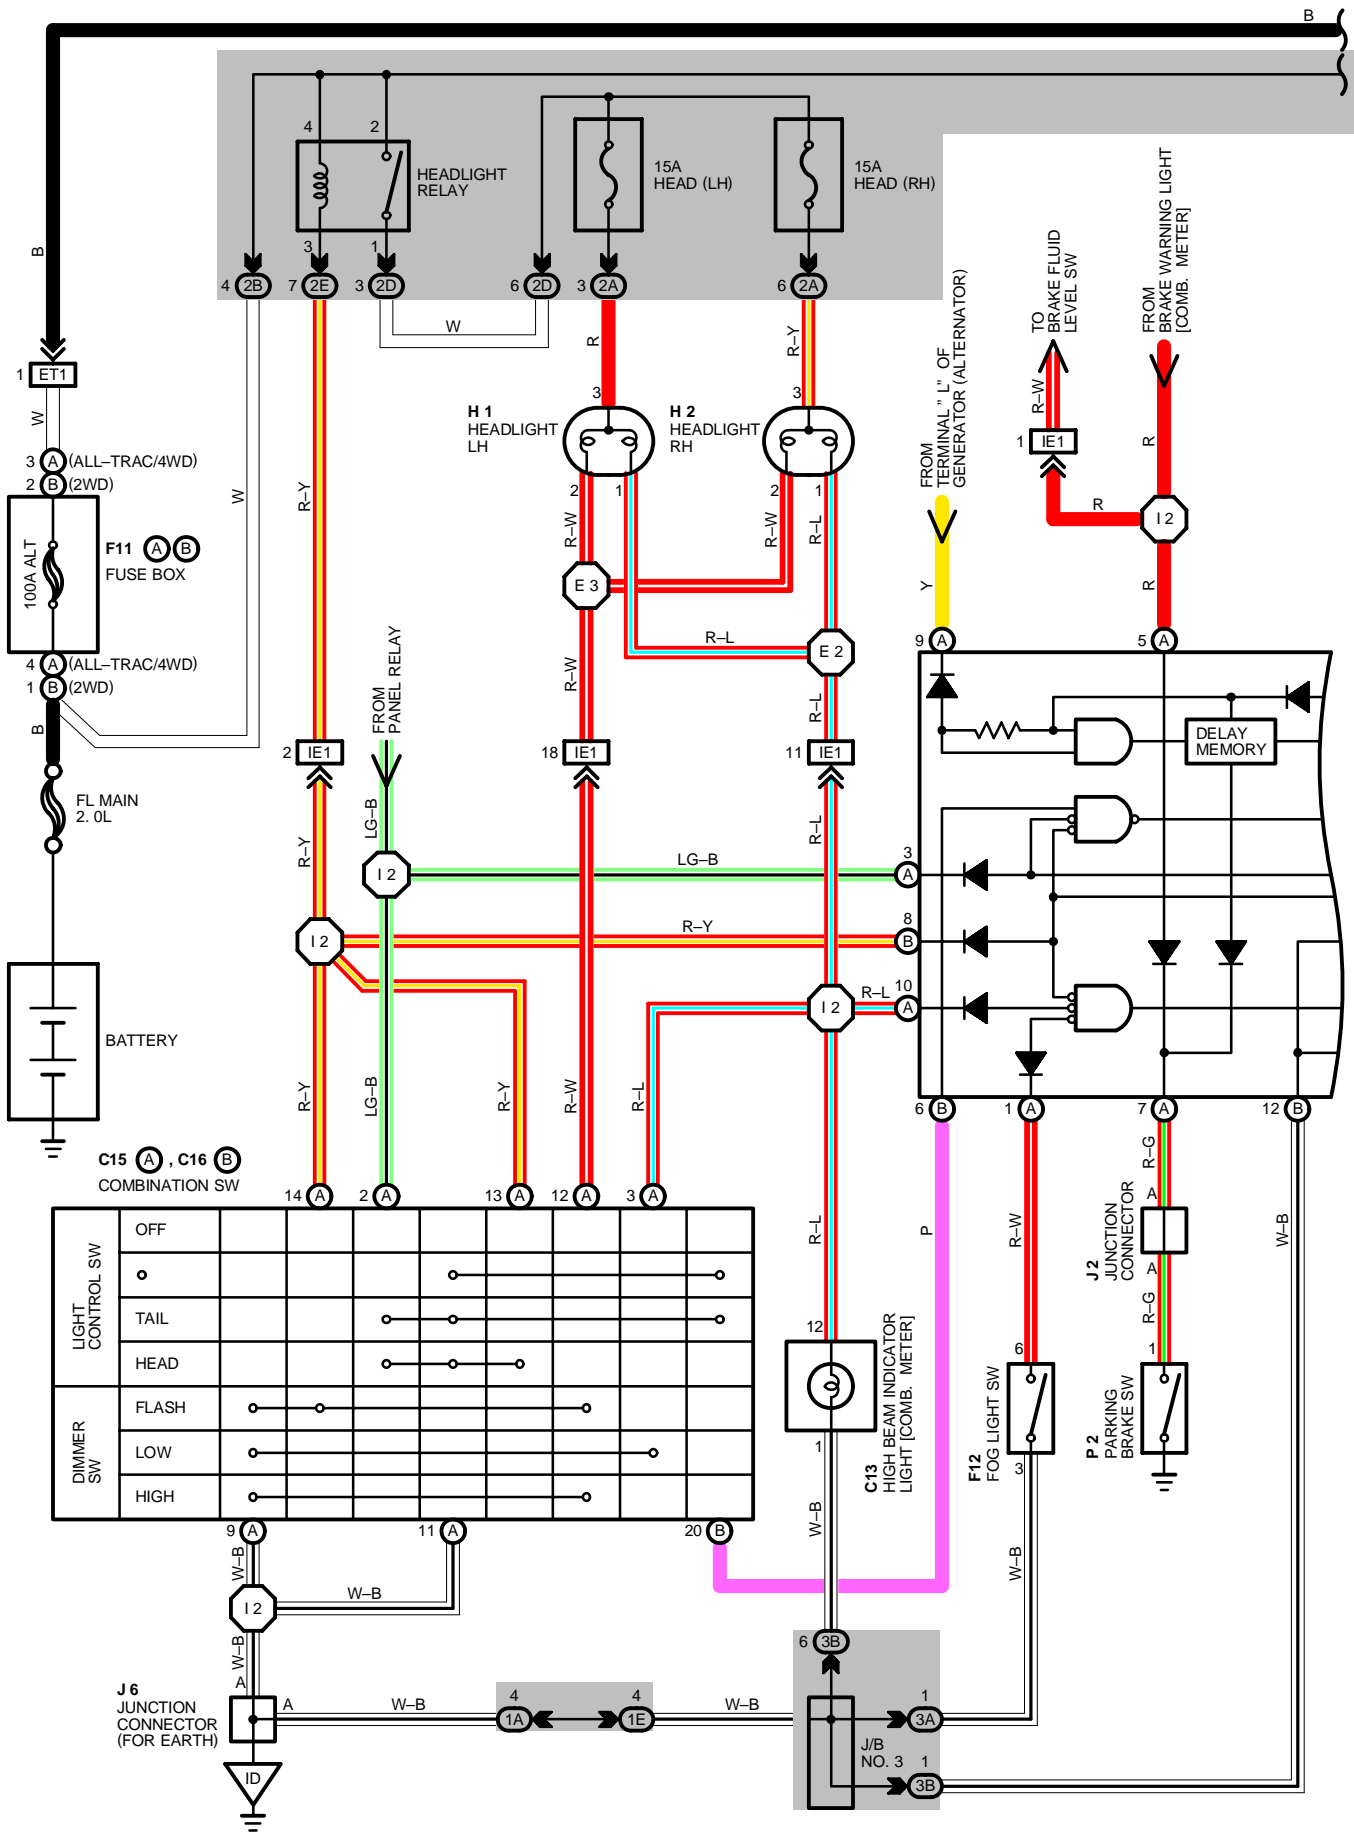 B
4
2
HEADLIGHT
RELAY
3
1
15A
HEAD (LH)
15A
HEAD (RH)
4 2B
7 2E
3 2D
6 2D
3 2A
6 2A
B
W
R
R–Y
1 ET1
W
3 A (ALL–TRAC/4WD)
2 B (2WD)
100A ALT
F11 A B
FUSE BOX
4 A (ALL–TRAC/4WD)
1 B (2WD)
B
W
R–Y
FL MAIN
2. 0L
BATTERY
H 1
HEADLIGHT
LH
3
2
1
H 2
HEADLIGHT
RH
3
2
1
R–W
R–W
R–L
E 3
R–L
E 2
R–W
R–L
FROM
TERMINAL " L" OF
GENERATOR (ALTERNATOR)
Y
TO
BRAKE FLUID
LEVEL SW
R–W
1 IE1
FROM
BRAKE WARNING LIGHT
[COMB. METER]
R
R
I 2
R
9 A
5 A
FROM
PANEL RELAY
2 IE1
18 IE1
11 IE1
DELAY
MEMORY
R–Y
LG–B
R–L
I 2
LG–B
3
A
I 2
R–Y
8
B
I 2
R–L
10
A
R–Y
LG–B
R–Y
R–W
R–L
6 B
1 A
7 A
12 B
C15 A , C16 B
COMBINATION SW
14 A
2 A
13 A
12 A
3 A
LIGHT
CONTROL SW
OFF
TAIL
HEAD
DIMMER
SW
FLASH
LOW
HIGH
9 A
11 A
20 B
R–L
P
R–W
R–G
A
J 2
JUNCTION
CONNECTOR
A
R–G
W–B
12
C13
HIGH BEAM INDICATOR
LIGHT [COMB. METER]
1
6
F12
FOG LIGHT SW
3
1
P 2
PARKING
BRAKE SW
W–B
W–B
W–B
I 2
W–B
W–B
A
J 6
JUNCTION
CONNECTOR
(FOR EARTH)
A
W–B
4
1A
4
1E
W–B
6 3B
1
3A
J/B
NO. 3
1
3B
ID